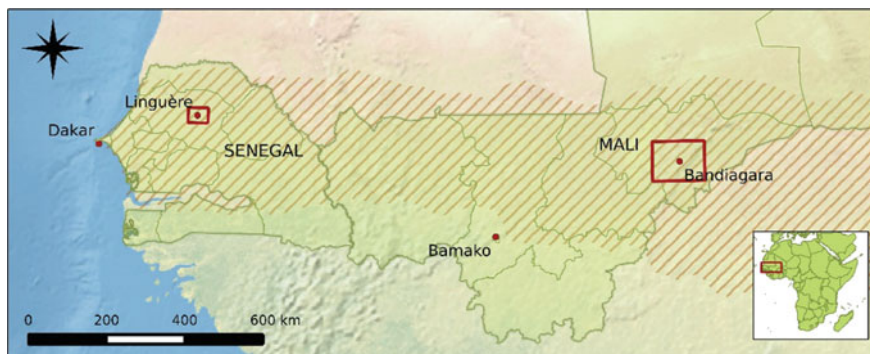 Linguère
Dakar
SENEGAL
MALI
Bandiagara
Bamako
0 200 400 600 km